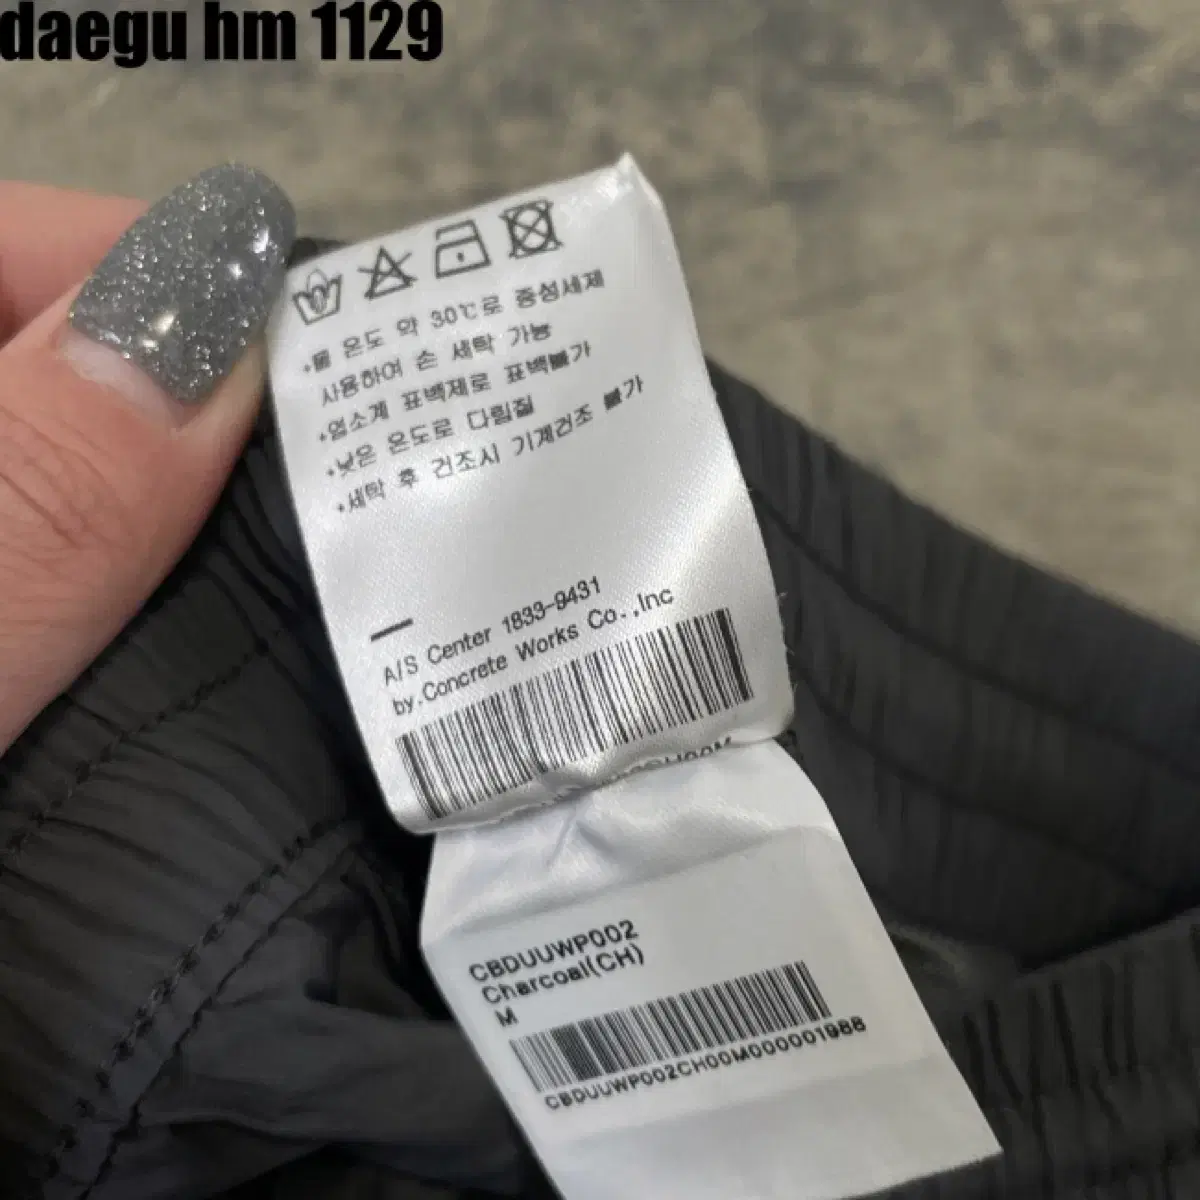 daegu hm 1129
•물 온도 약 30℃로 중성세제
사용하여 손 세탁 가능
•염소계 표백제로 표백불가
•낮은 온도로 다림질
•세탁 후 건조시 기계건조 불가
A/S Center 1833-9431
by.Concrete Works Co.,Inc
CBDUUWP002
Charcoal(CH)
M
CBDUUWP002CH00M000001988